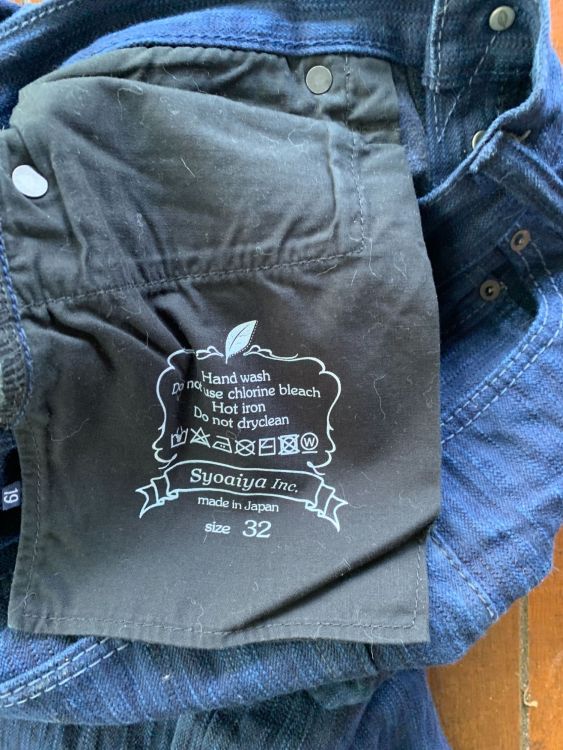 Hand wash
Do not use chlorine bleach
Hot iron
Do not dryclean
W
Syoaiya Inc.
made in Japan
size 32
19